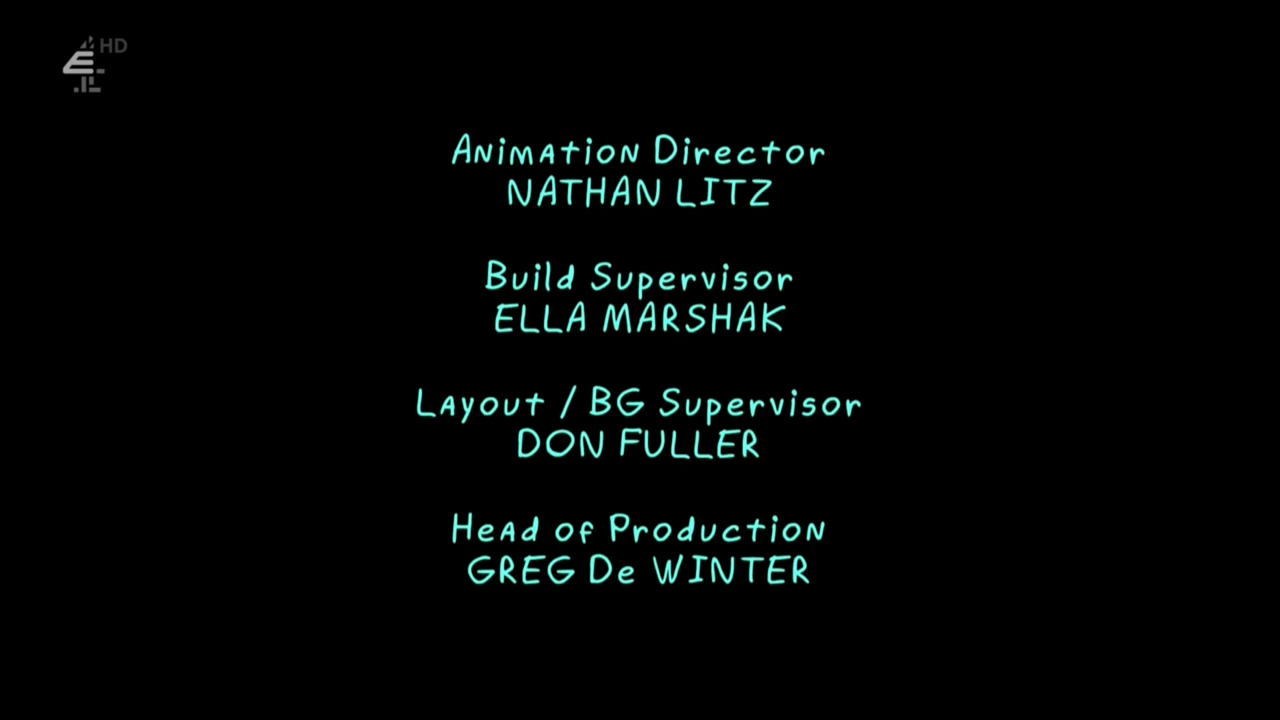 HD
Animation Director
NATHAN LITZ
Build Supervisor
ELLA MARSHAK
Layout / BG Supervisor
DON FULLER
Head of Production
GREG De WINTER